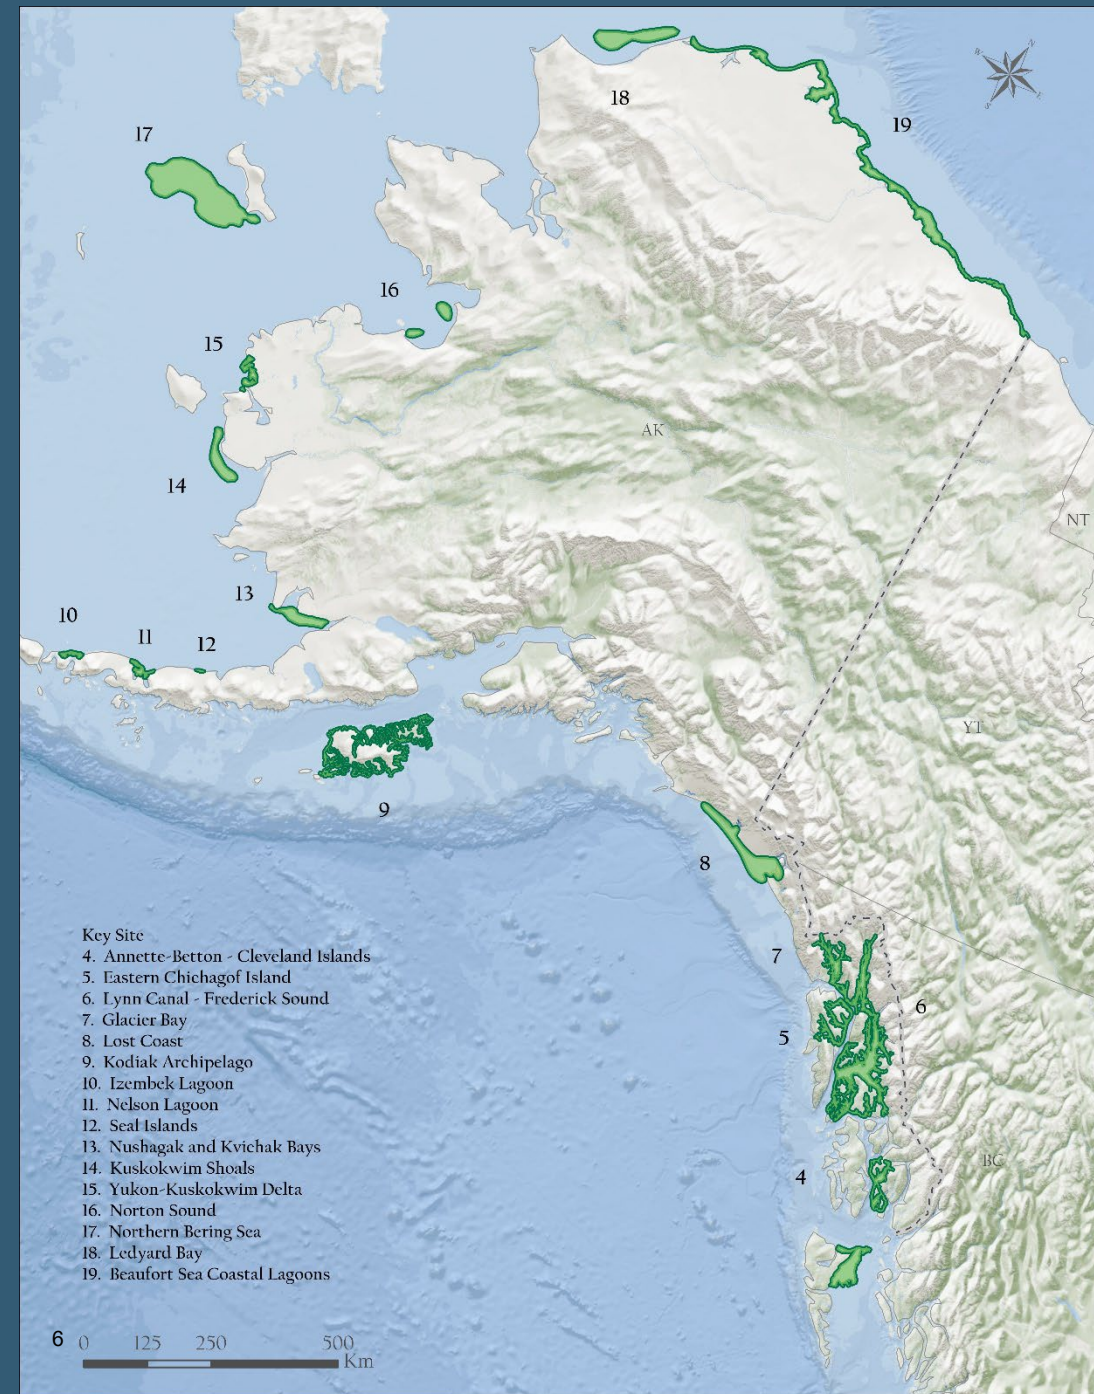 N
W
E
S
18
19
17
16
15
AK
14
NT
13
10
11
12
YT
9
8
7
6
5
4
BC
Key Site
4. Annette-Betton - Cleveland Islands
5. Eastern Chichagof Island
6. Lynn Canal - Frederick Sound
7. Glacier Bay
8. Lost Coast
9. Kodiak Archipelago
10. Izembek Lagoon
11. Nelson Lagoon
12. Seal Islands
13. Nushagak and Kvichak Bays
14. Kuskokwim Shoals
15. Yukon-Kuskokwim Delta
16. Norton Sound
17. Northern Bering Sea
18. Ledyard Bay
19. Beaufort Sea Coastal Lagoons
6
0 125 250 500
Km